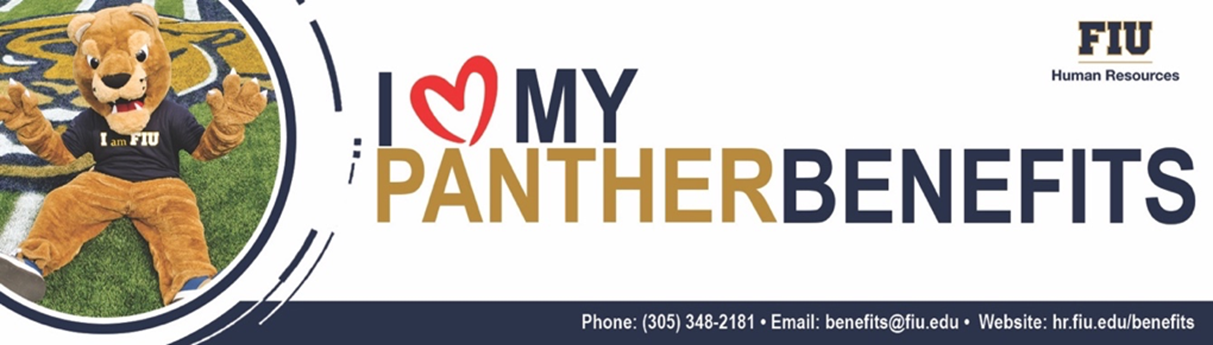 I am FIU
I MY
PANTHERBENEFITS
FIU
Human Resources
Phone: (305) 348-2181 • Email: benefits@fiu.edu • Website: hr.fiu.edu/benefits